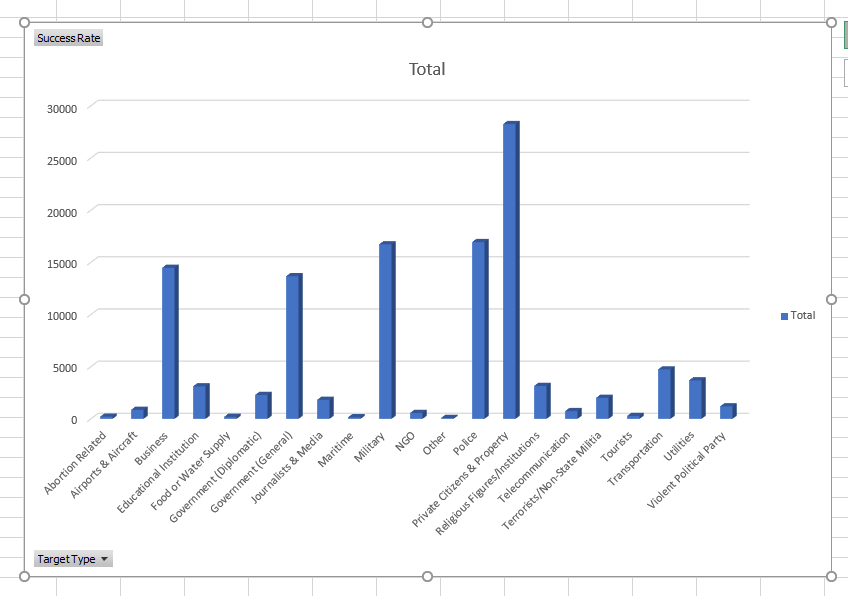 Success Rate
Total
30000
25000
20000
15000
10000
5000
0
Abortion Related
Airports & Aircraft
Business
Educational Institution
Food or Water Supply
Government (Diplomatic)
Government (General)
Journalists & Media
Maritime
Military
NGO
Other
Police
Private Citizens & Property
Religious Figures/Institutions
Telecommunication
Terrorists/Non-State Militia
Tourists
Transportation
Utilities
Violent Political Party
Total
Target Type